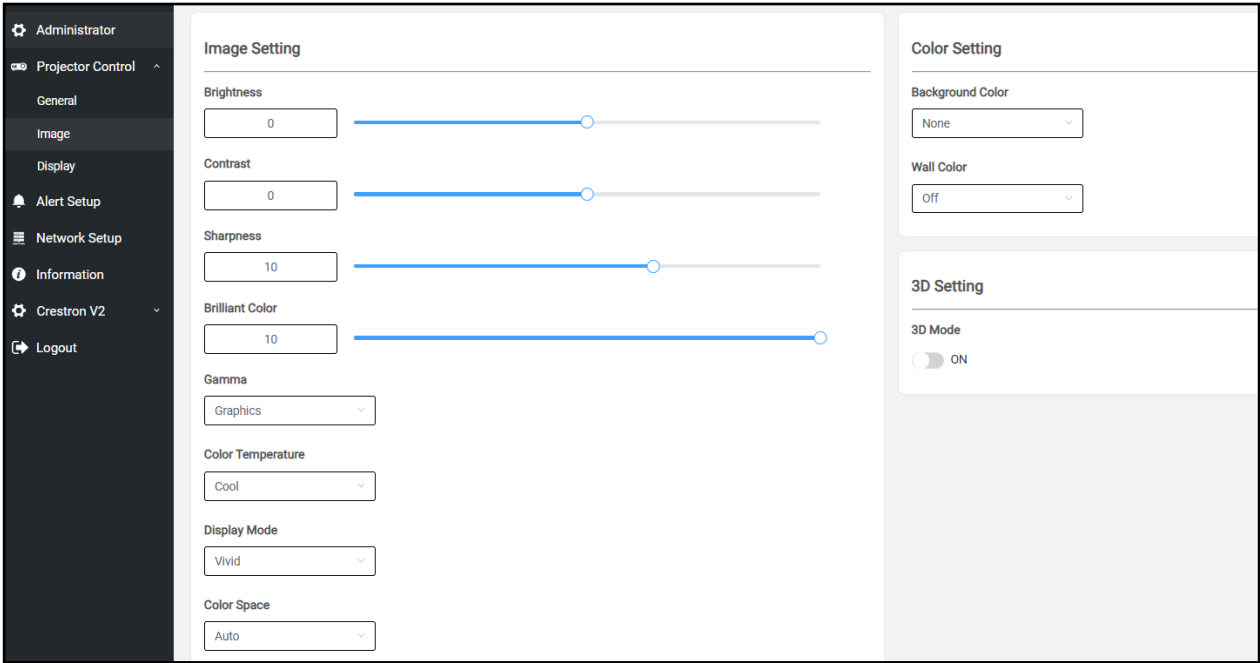 Administrator
Projector Control
General
Image
Display
Alert Setup
Network Setup
Information
Crestron V2
Logout
Image Setting
Brightness
0
Contrast
0
Sharpness
10
Brilliant Color
10
Gamma
Graphics
Color Temperature
Cool
Display Mode
Vivid
Color Space
Auto
Color Setting
Background Color
None
Wall Color
Off
3D Setting
3D Mode
ON